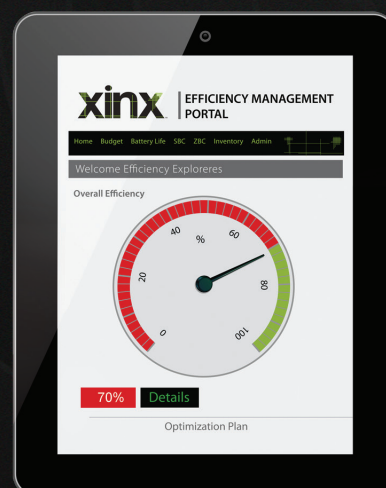 xinx
EFFICIENCY MANAGEMENT
PORTAL
Home Budget Battery Life SBC ZBC Inventory Admin
Welcome Efficiency Exploreres
Overall Efficiency
0 20 40 % 60 80 100
70% Details
Optimization Plan